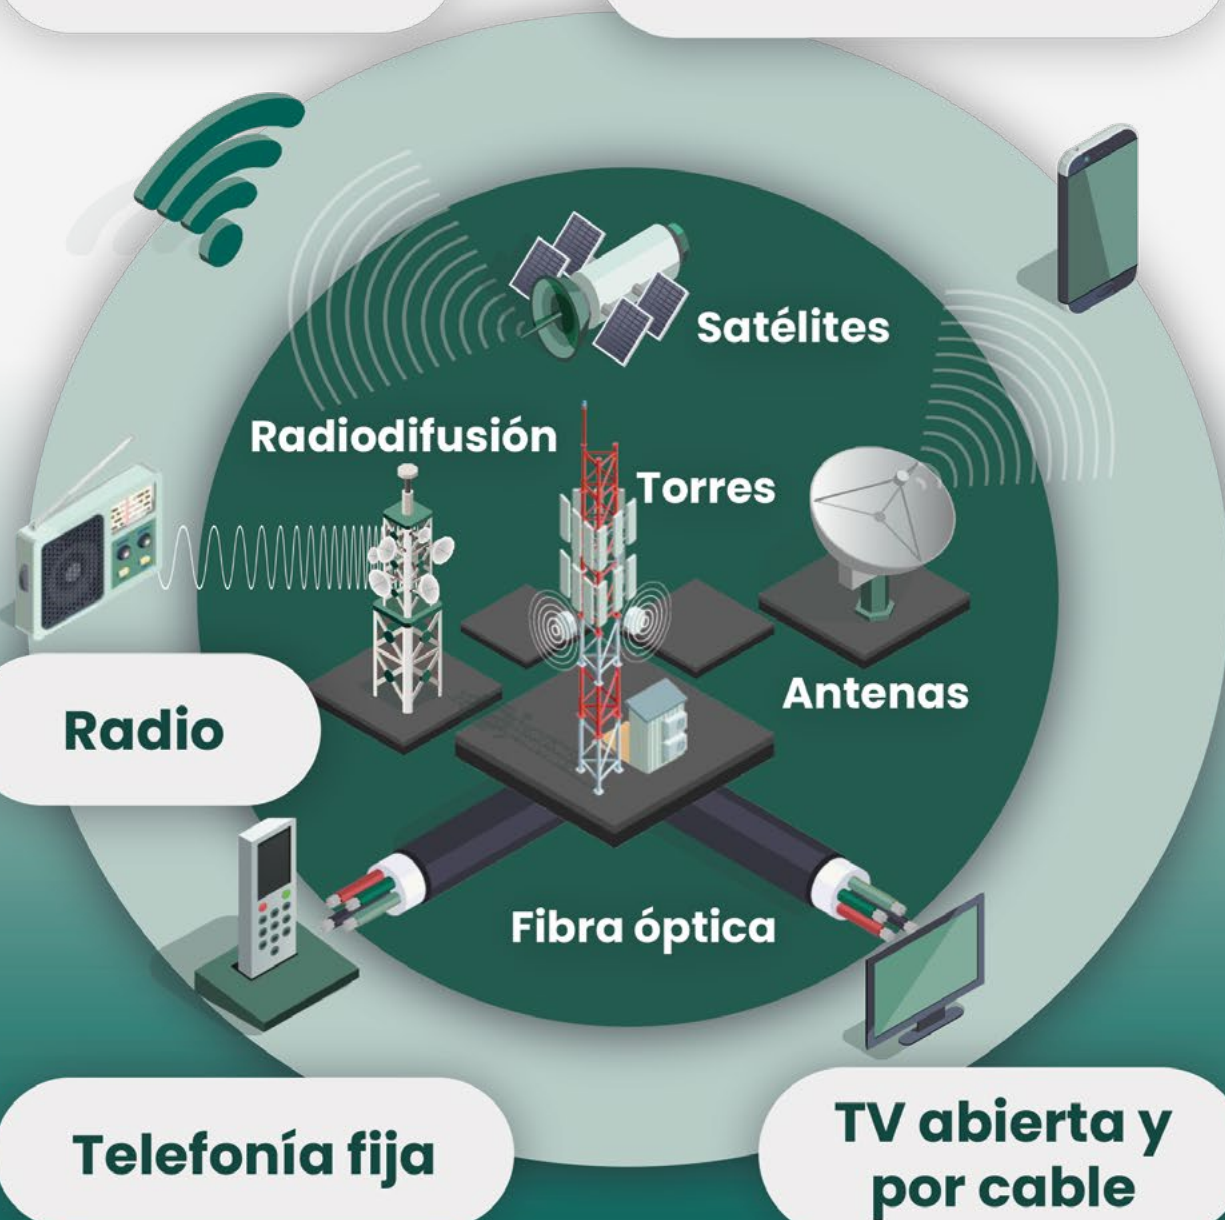 Satélites
Radiodifusión
Torres
Antenas
Radio
Fibra óptica
Telefonía fija
TV abierta y
por cable